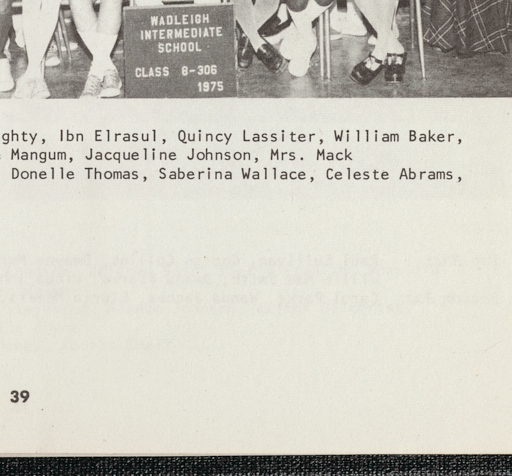 WADLEIGH
INTERMEDIATE
SCHOOL
CLASS 8-306
1975
ghty, Ibn Elrasul, Quincy Lassiter, William Baker,
Mangum, Jacqueline Johnson, Mrs. Mack
Donelle Thomas, Saberina Wallace, Celeste Abrams,
39